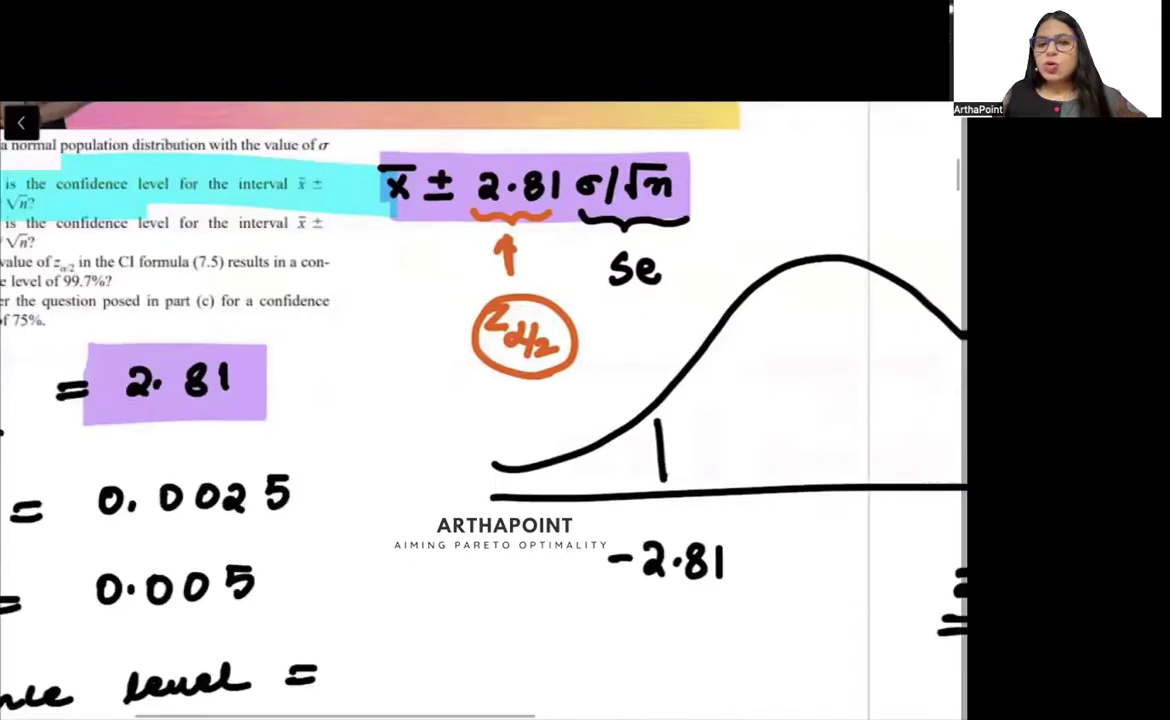 ArthaPoint
a normal population distribution with the value of σ
is the confidence level for the interval x̄ ±
√n?
is the confidence level for the interval x̄ ±
√n?
value of z α/2 in the CI formula (7.5) results in a con-
e level of 99.7%?
er the question posed in part (c) for a confidence
of 75%.
x̄ ± 2.81 σ/√n
se
z α/2
= 2.81
= 0.0025
= 0.005
level =
ARTHAPOINT
AIMING PARETO OPTIMALITY
-2.81